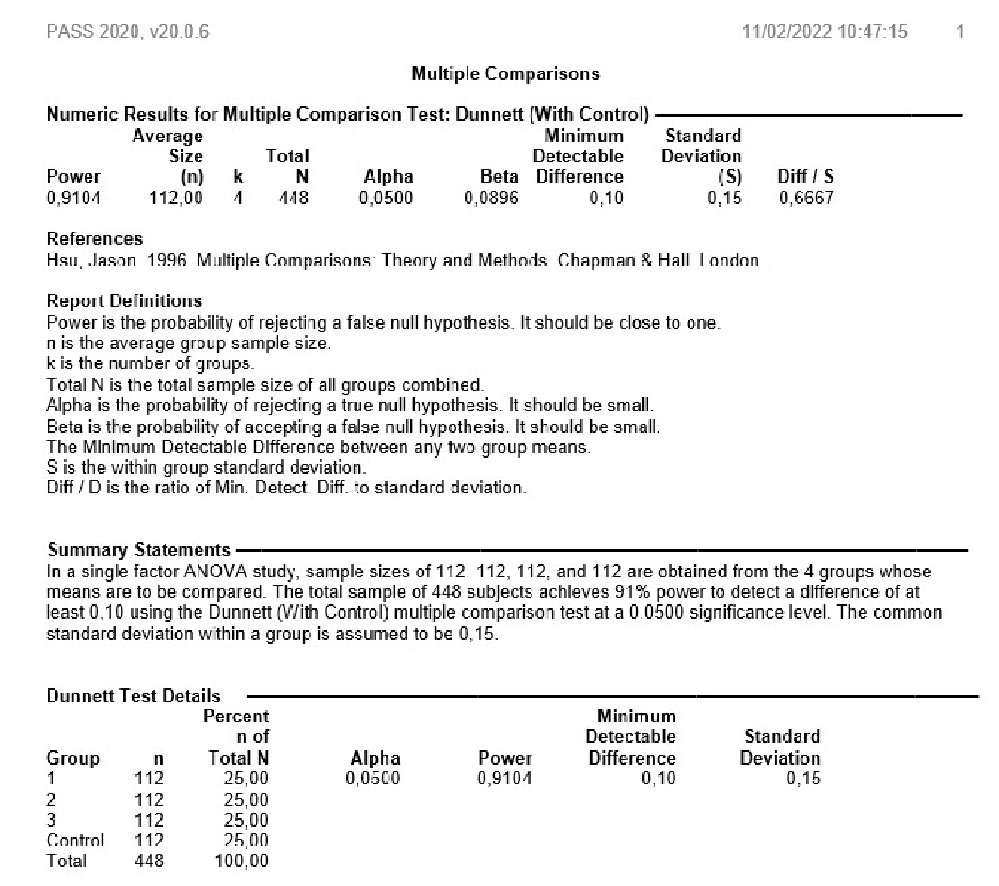 PASS 2020, v20.0.6 11/02/2022 10:47:15 1
Multiple Comparisons
Numeric Results for Multiple Comparison Test: Dunnett (With Control)
Average Minimum Standard
Size Total Detectable Deviation
Power (n) k N Alpha Beta Difference (S) Diff / S
0,9104 112,00 4 448 0,0500 0,0896 0,10 0,15 0,6667
References
Hsu, Jason. 1996. Multiple Comparisons: Theory and Methods. Chapman & Hall. London.
Report Definitions
Power is the probability of rejecting a false null hypothesis. It should be close to one.
n is the average group sample size.
k is the number of groups.
Total N is the total sample size of all groups combined.
Alpha is the probability of rejecting a true null hypothesis. It should be small.
Beta is the probability of accepting a false null hypothesis. It should be small.
The Minimum Detectable Difference between any two group means.
S is the within group standard deviation.
Diff / D is the ratio of Min. Detect. Diff. to standard deviation.
Summary Statements
In a single factor ANOVA study, sample sizes of 112, 112, 112, and 112 are obtained from the 4 groups whose
means are to be compared. The total sample of 448 subjects achieves 91% power to detect a difference of at
least 0,10 using the Dunnett (With Control) multiple comparison test at a 0,0500 significance level. The common
standard deviation within a group is assumed to be 0,15.
Dunnett Test Details
Percent Minimum
n of Detectable Standard
Group n Total N Alpha Power Difference Deviation
1 112 25,00 0,0500 0,9104 0,10 0,15
2 112 25,00
3 112 25,00
Control 112 25,00
Total 448 100,00